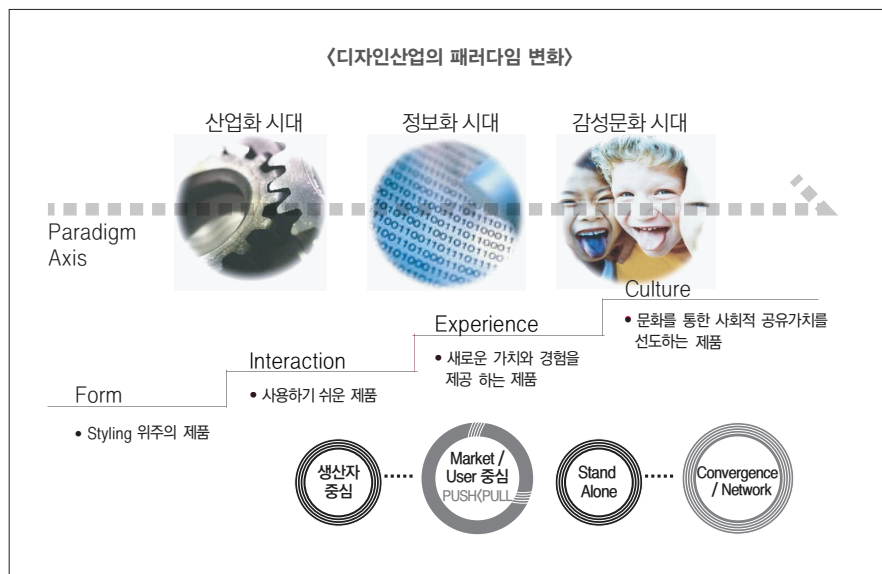 〈디자인산업의 패러다임 변화〉
산업화 시대
정보화 시대
감성문화 시대
Paradigm
Axis
Culture
• 문화를 통한 사회적 공유가치를
선도하는 제품
Experience
• 새로운 가치와 경험을
제공 하는 제품
Interaction
• 사용하기 쉬운 제품
Form
• Styling 위주의 제품
생산자
중심
Market /
User 중심
PUSH〈PULL
Stand
Alone
Convergence
/ Network